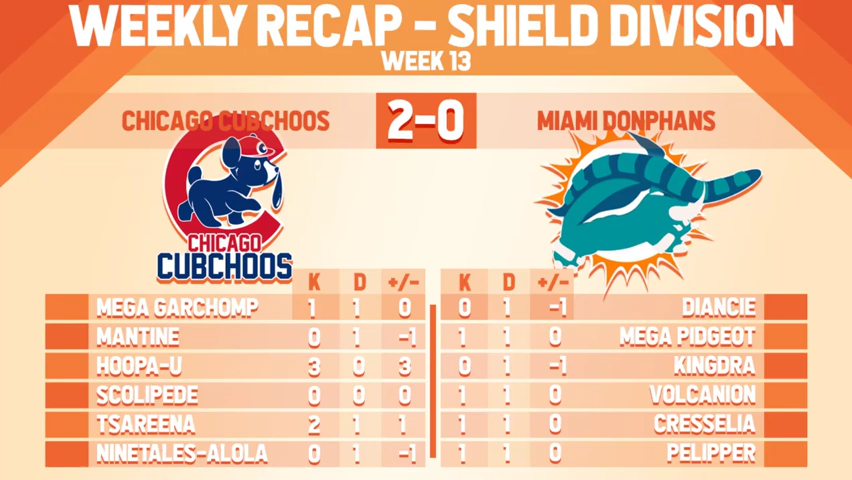 WEEKLY RECAP - SHIELD DIVISION
WEEK 13
CHICAGO CUBCHOOS 2-0 MIAMI DONPHANS
C
CHICAGO
CUBCHOOS
K D +/- K D +/-
MEGA GARCHOMP 1 1 0 0 1 -1 DIANCIE
MANTINE 0 1 -1 1 1 0 MEGA PIDGEOT
HOOPA-U 3 0 3 0 1 -1 KINGDRA
SCOLIPEDE 0 0 0 1 1 0 VOLCANION
TSAREENA 2 1 1 1 1 0 CRESSELIA
NINETALES-ALOLA 0 1 -1 1 1 0 PELIPPER